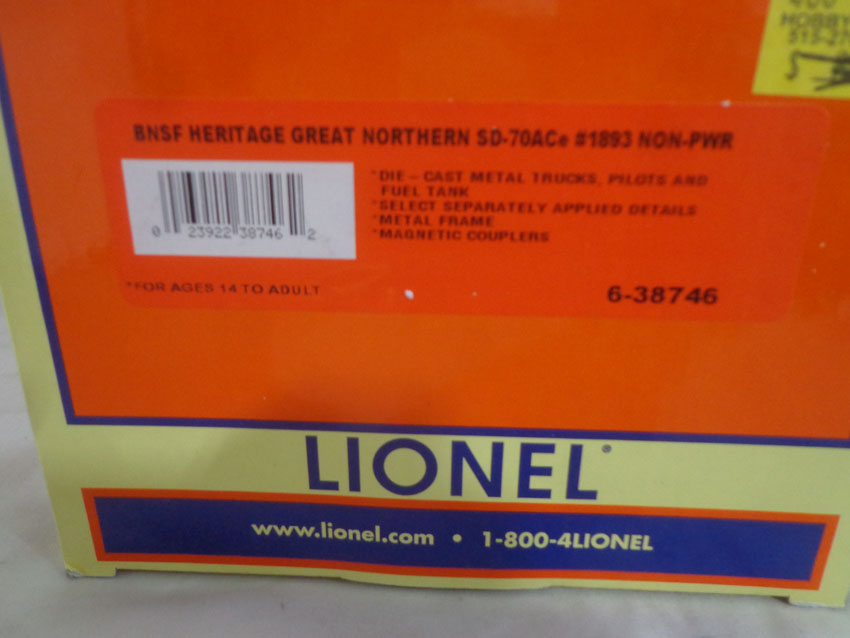 HOBBY
BNSF HERITAGE GREAT NORTHERN SD-70ACe #1893 NON-PWR
*DIE – CAST METAL TRUCKS, PILOTS AND
FUEL TANK
*SELECT SEPARATELY APPLIED DETAILS
*METAL FRAME
*MAGNETIC COUPLERS
0 23922 38746 2
*FOR AGES 14 TO ADULT
6-38746
LIONEL
www.lionel.com • 1-800-4LIONEL